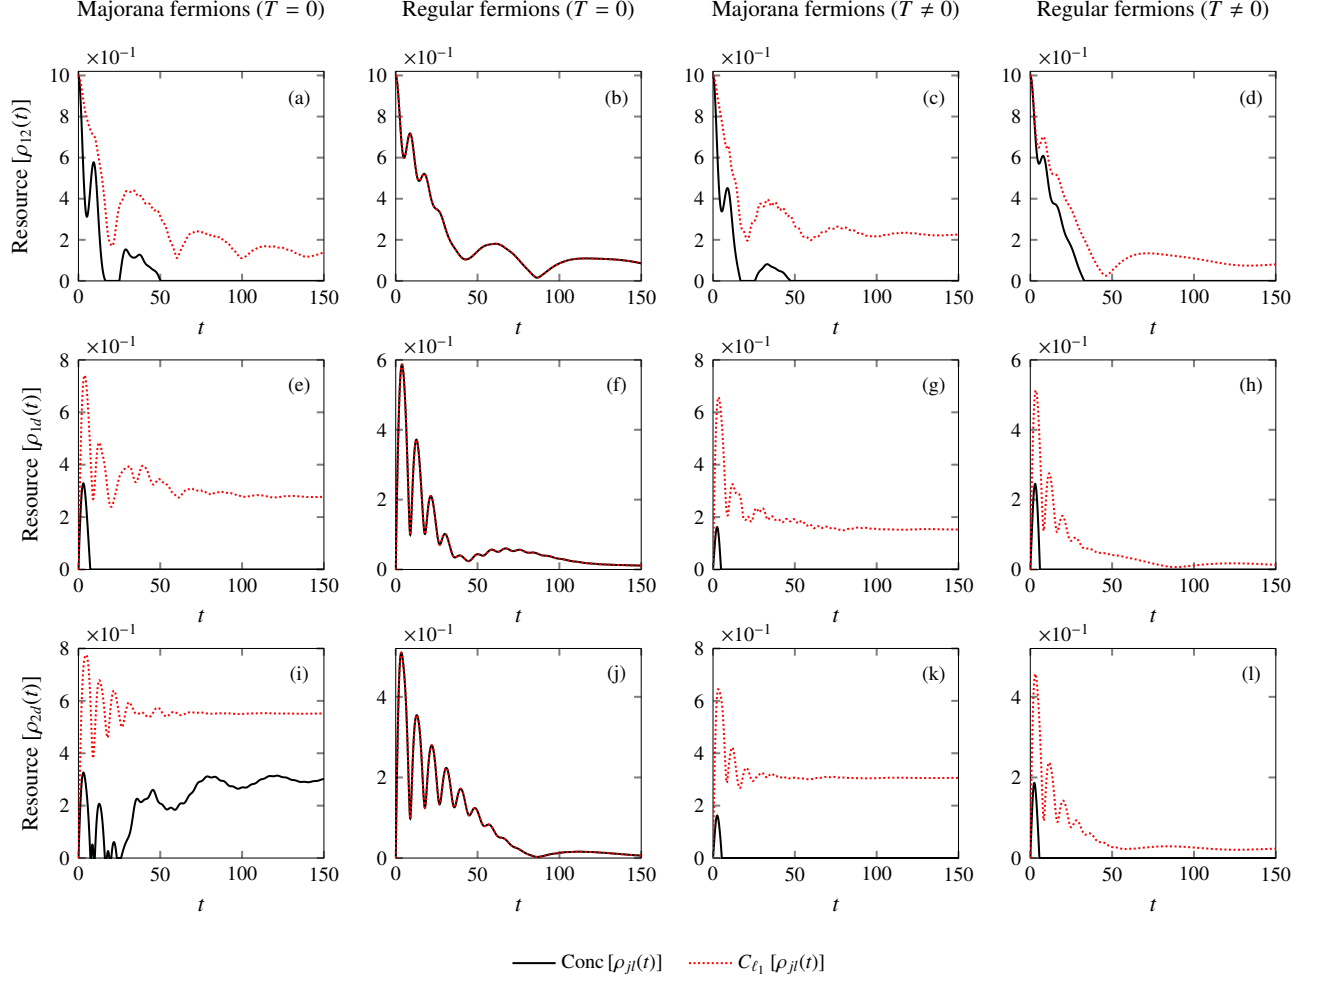 Majorana fermions (T = 0) Regular fermions (T = 0) Majorana fermions (T ≠ 0) Regular fermions (T ≠ 0)
×10⁻¹ ×10⁻¹ ×10⁻¹ ×10⁻¹
Resource [ρ₁₂(t)]
10 10 10 10
(a) (b) (c) (d)
8 8 8 8
6 6 6 6
4 4 4 4
2 2 2 2
0 0 0 0
0 50 100 150 0 50 100 150 0 50 100 150 0 50 100 150
t t t t
×10⁻¹ ×10⁻¹ ×10⁻¹ ×10⁻¹
Resource [ρ₁d(t)]
8 6 8 6
(e) (f) (g) (h)
6 4 6 4
4 2 4 2
2 2
0 0 0 0
0 50 100 150 0 50 100 150 0 50 100 150 0 50 100 150
t t t t
×10⁻¹ ×10⁻¹ ×10⁻¹ ×10⁻¹
Resource [ρ₂d(t)]
8 8
(i) (j) (k) (l)
6 4 6 4
4 2 4 2
2 2
0 0 0 0
0 50 100 150 0 50 100 150 0 50 100 150 0 50 100 150
t t t t
Conc [ρjl(t)] Cℓ₁ [ρjl(t)]